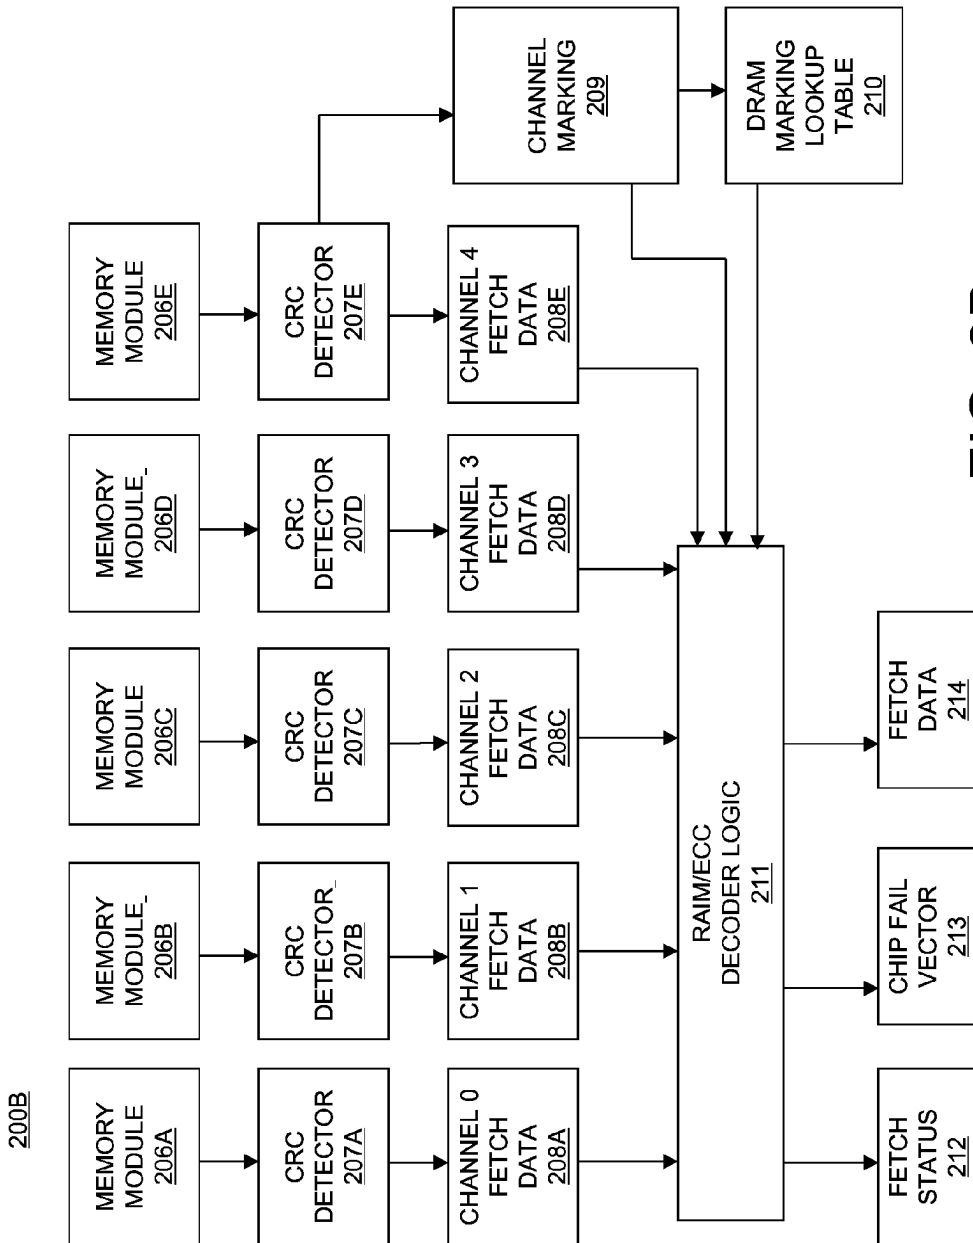 200B
MEMORY
MODULE
206A
MEMORY
MODULE
206B
MEMORY
MODULE
206C
MEMORY
MODULE
206D
MEMORY
MODULE
206E
CRC
DETECTOR
207A
CRC
DETECTOR
207B
CRC
DETECTOR
207C
CRC
DETECTOR
207D
CRC
DETECTOR
207E
CHANNEL 0
FETCH
DATA
208A
CHANNEL 1
FETCH
DATA
208B
CHANNEL 2
FETCH
DATA
208C
CHANNEL 3
FETCH
DATA
208D
CHANNEL 4
FETCH
DATA
208E
CHANNEL
MARKING
209
DRAM
MARKING
LOOKUP
TABLE
210
RAIM/ECC
DECODER LOGIC
211
FETCH
STATUS
212
CHIP FAIL
VECTOR
213
FETCH
DATA
214